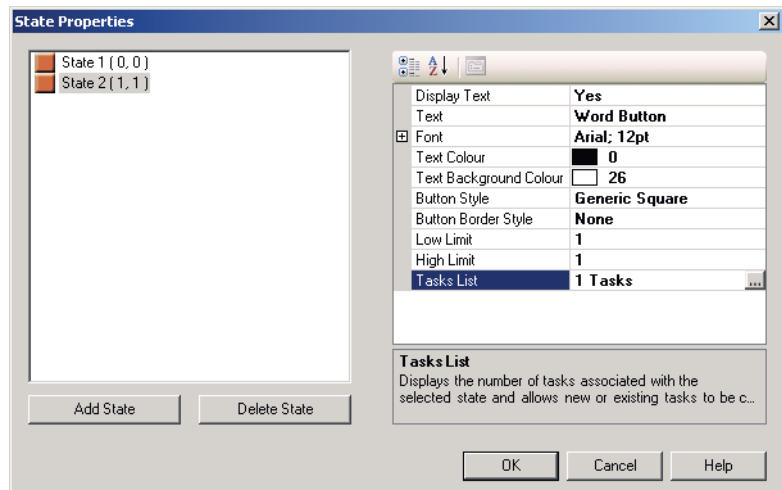 State Properties
State 1 ( 0, 0 )
State 2 ( 1, 1 )
Add State
Delete State
Display Text Yes
Text Word Button
Font Arial; 12pt
Text Colour 0
Text Background Colour 26
Button Style Generic Square
Button Border Style None
Low Limit 1
High Limit 1
Tasks List 1 Tasks ...
Tasks List
Displays the number of tasks associated with the
selected state and allows new or existing tasks to be c...
OK
Cancel
Help